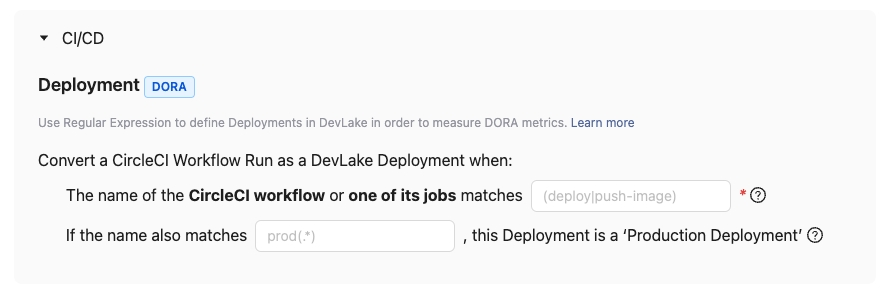 CI/CD
Deployment DORA
Use Regular Expression to define Deployments in DevLake in order to measure DORA metrics. Learn more
Convert a CircleCI Workflow Run as a DevLake Deployment when:
The name of the CircleCI workflow or one of its jobs matches (deploy|push-image) * ?
If the name also matches prod(.*) , this Deployment is a ‘Production Deployment’ ?